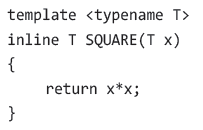 template <typename T>
inline T SQUARE(T x)
{
    return x*x;
}